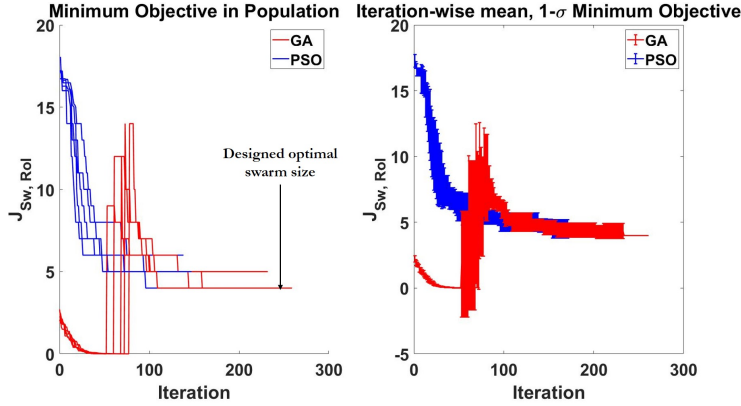 Minimum Objective in Population
20
15
10
5
0
J_Sw, RoI
GA
PSO
Designed optimal
swarm size
0 100 200 300
Iteration
Iteration-wise mean, 1-σ Minimum Objective
20
15
10
5
0
-5
J_Sw, RoI
GA
PSO
0 100 200 300
Iteration